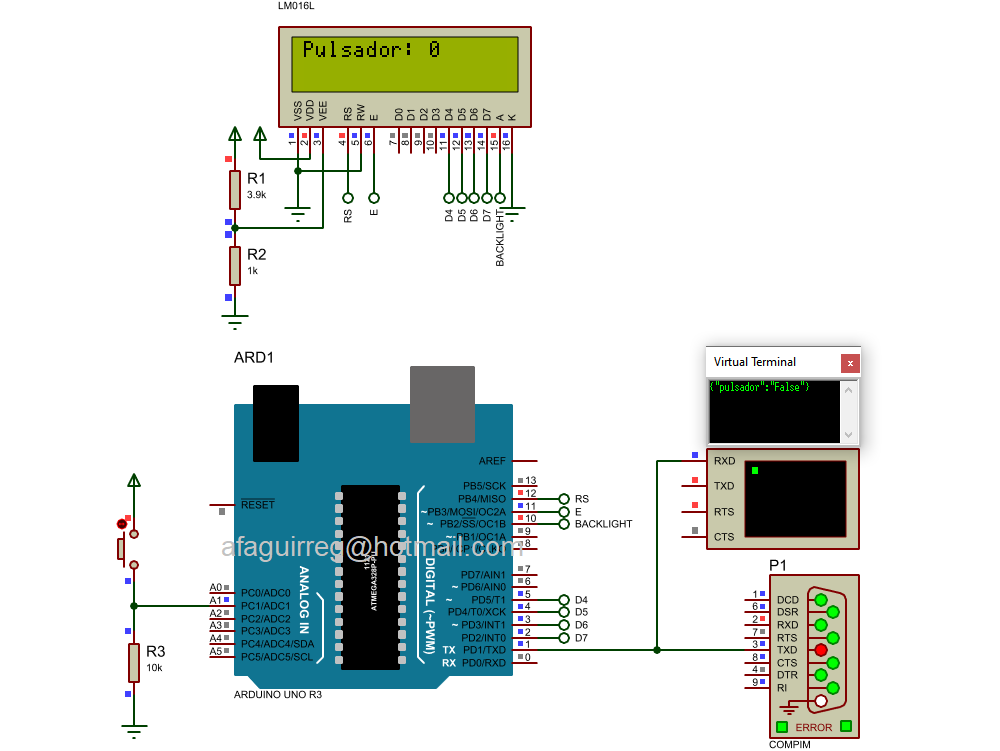 LM016L
Pulsador: 0
VSS
VDD
VEE
RS
RW
E
D0
D1
D2
D3
D4
D5
D6
D7
A
K
1
2
3
4
5
6
7
8
9
10
11
12
13
14
15
16
R1
3.9k
RS
E
D4
D5
D6
D7
BACKLIGHT
R2
1k
ARD1
Virtual Terminal
x
{"pulsador":"False"}
RXD
TXD
RTS
CTS
AREF
RESET
PB5/SCK 13
PB4/MISO 12 RS
~PB3/MOSI/OC2A 11 E
~ PB2/SS/OC1B 10 BACKLIGHT
~ PB1/OC1A 9
8
afaguirreg@hotmail.com
1121
ATMEGA328P-PU
ANALOG IN
DIGITAL (~PWM)
PD7/AIN1 7
~ PD6/AIN0 6
~ PD5/T1 5 D4
PD4/T0/XCK 4 D5
~ PD3/INT1 3 D6
PD2/INT0 2 D7
TX PD1/TXD 1
RX PD0/RXD 0
A0 PC0/ADC0
A1 PC1/ADC1
A2 PC2/ADC2
A3 PC3/ADC3
A4 PC4/ADC4/SDA
A5 PC5/ADC5/SCL
R3
10k
ARDUINO UNO R3
P1
1 DCD
6 DSR
2 RXD
7 RTS
3 TXD
8 CTS
4 DTR
9 RI
ERROR
COMPIM